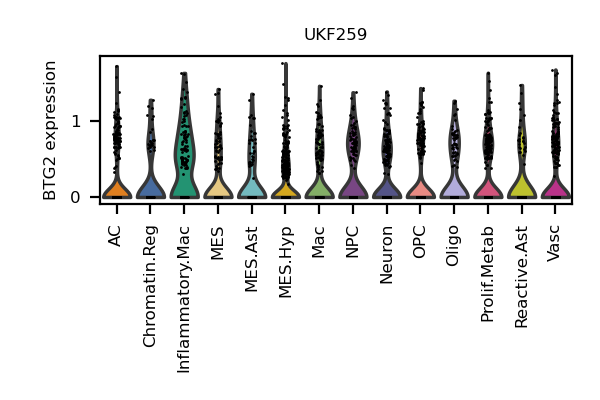 UKF259
BTG2 expression
1
0
AC
Chromatin.Reg
Inflammatory.Mac
MES
MES.Ast
MES.Hyp
Mac
NPC
Neuron
OPC
Oligo
Prolif.Metab
Reactive.Ast
Vasc